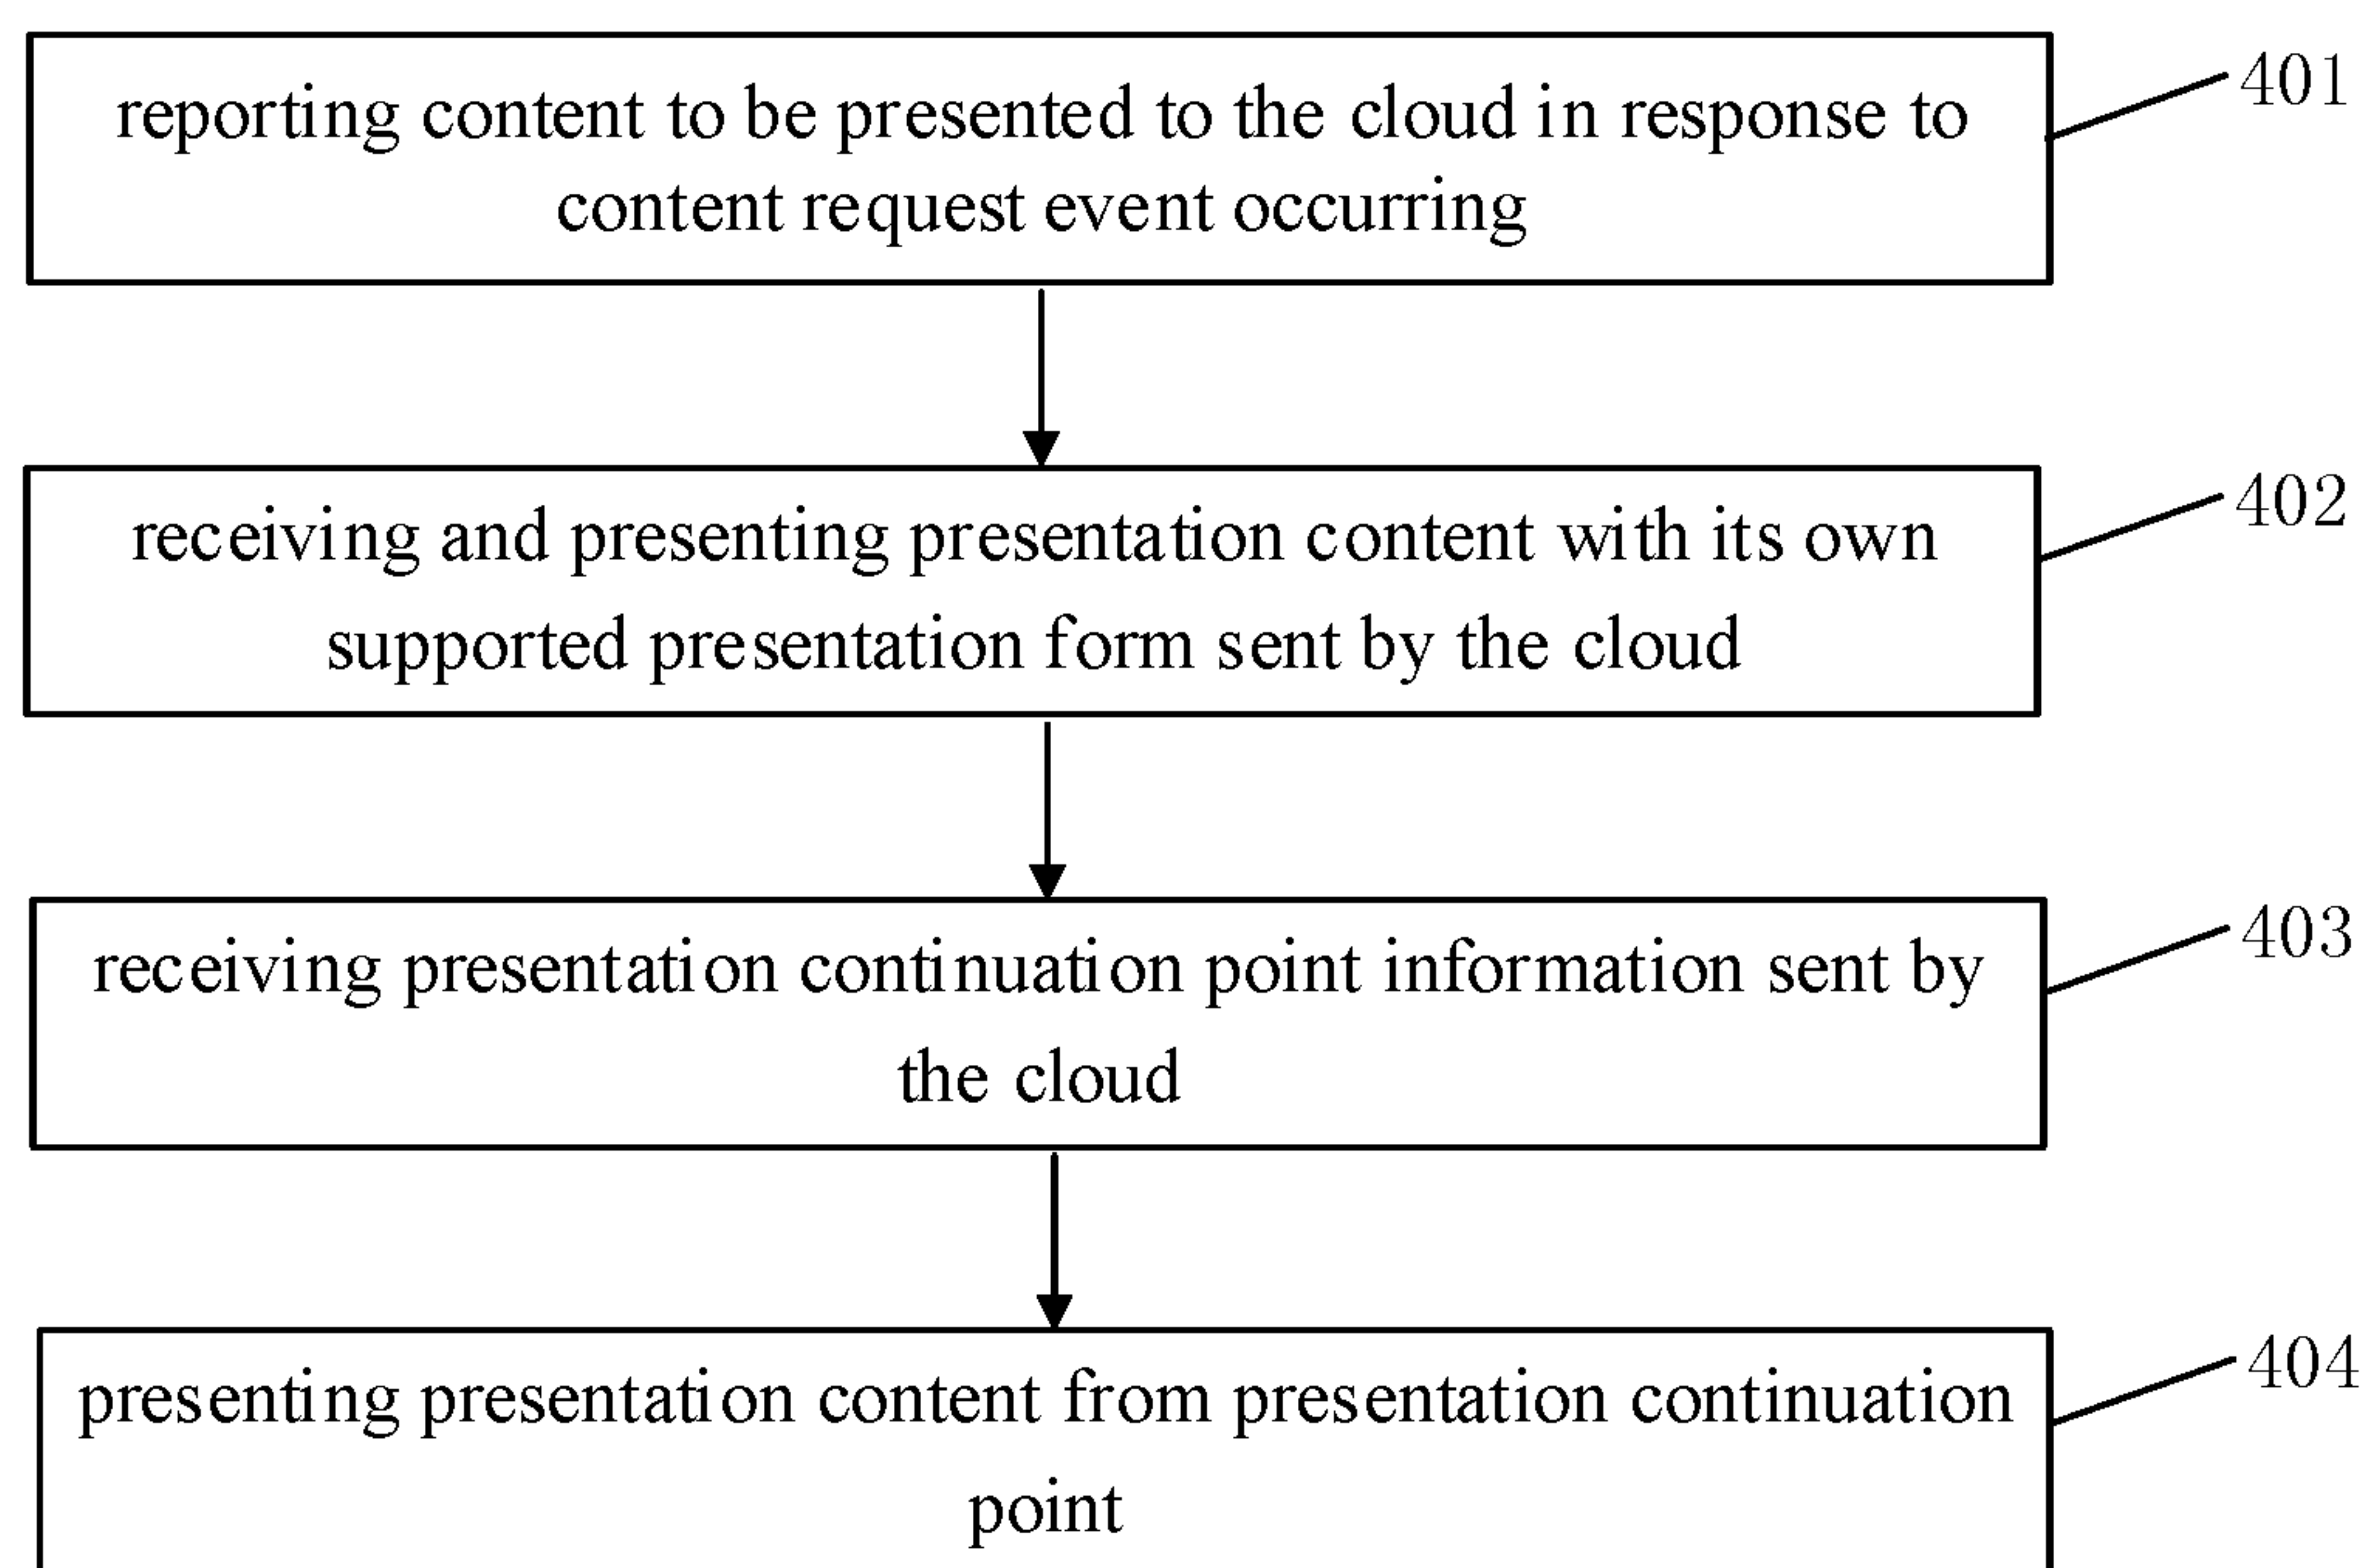 reporting content to be presented to the cloud in response to
content request event occurring
401
receiving and presenting presentation content with its own
supported presentation form sent by the cloud
402
receiving presentation continuation point information sent by
the cloud
403
presenting presentation content from presentation continuation
point
404